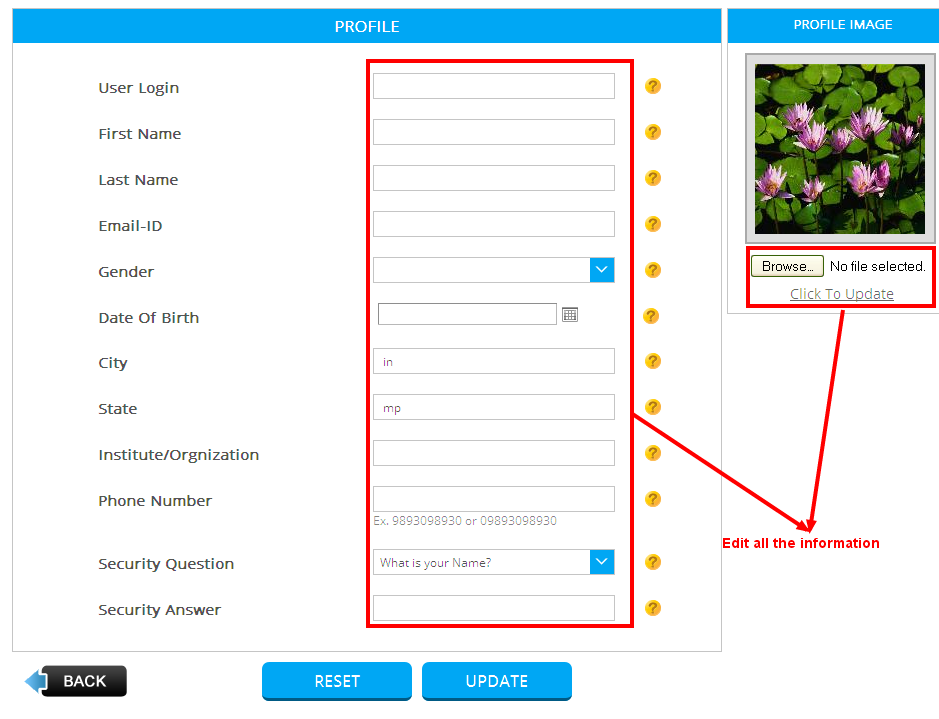 PROFILE
PROFILE IMAGE
User Login
?
First Name
?
Last Name
?
Email-ID
?
Gender
?
Browse... No file selected.
Click To Update
Date Of Birth
?
City
in
?
State
mp
?
Institute/Orgnization
?
Phone Number
?
Ex. 9893098930 or 09893098930
Edit all the information
Security Question
What is your Name?
?
Security Answer
?
BACK
RESET
UPDATE